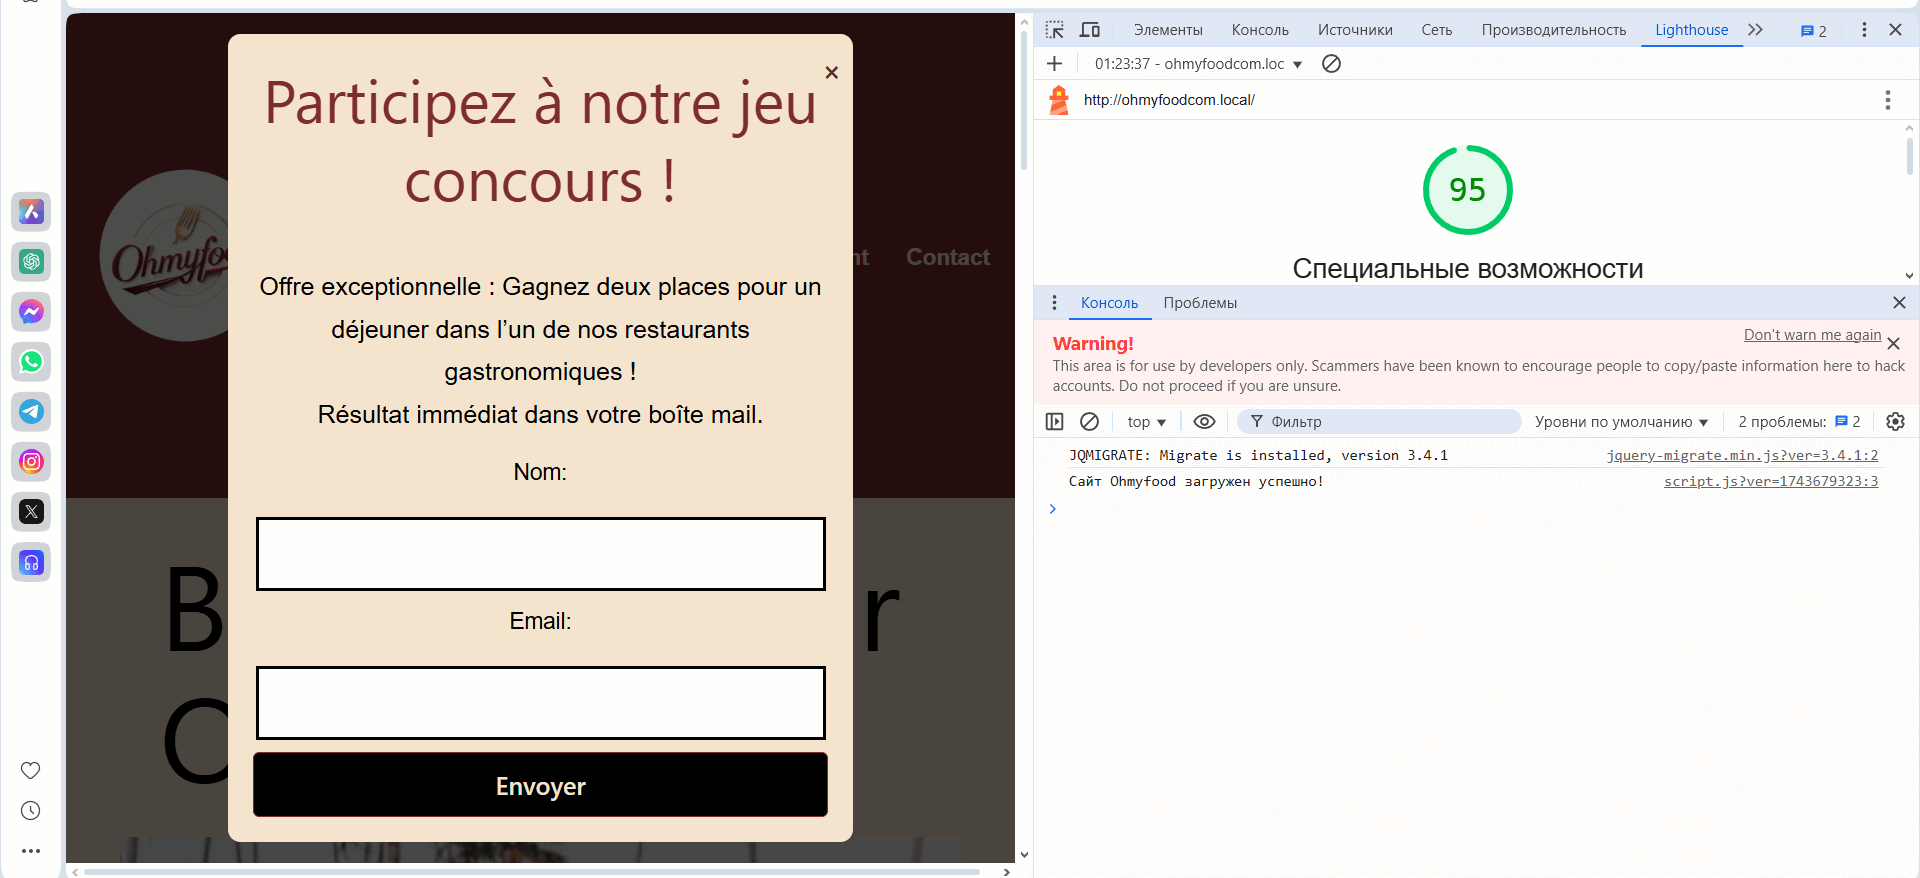 ×
Participez à notre jeu
concours !
Offre exceptionnelle : Gagnez deux places pour un
déjeuner dans l’un de nos restaurants
gastronomiques !
Résultat immédiat dans votre boîte mail.
Nom:
Email:
Envoyer
Contact
Элементы
Консоль
Источники
Сеть
Производительность
Lighthouse
2
01:23:37 - ohmyfoodcom.loc
http://ohmyfoodcom.local/
95
Специальные возможности
Консоль
Проблемы
Warning!
Don't warn me again
This area is for use by developers only. Scammers have been known to encourage people to copy/paste information here to hack
accounts. Do not proceed if you are unsure.
top
Фильтр
Уровни по умолчанию
2 проблемы: 2
JQMIGRATE: Migrate is installed, version 3.4.1 jquery-migrate.min.js?ver=3.4.1:2
Сайт Ohmyfood загружен успешно! script.js?ver=1743679323:3